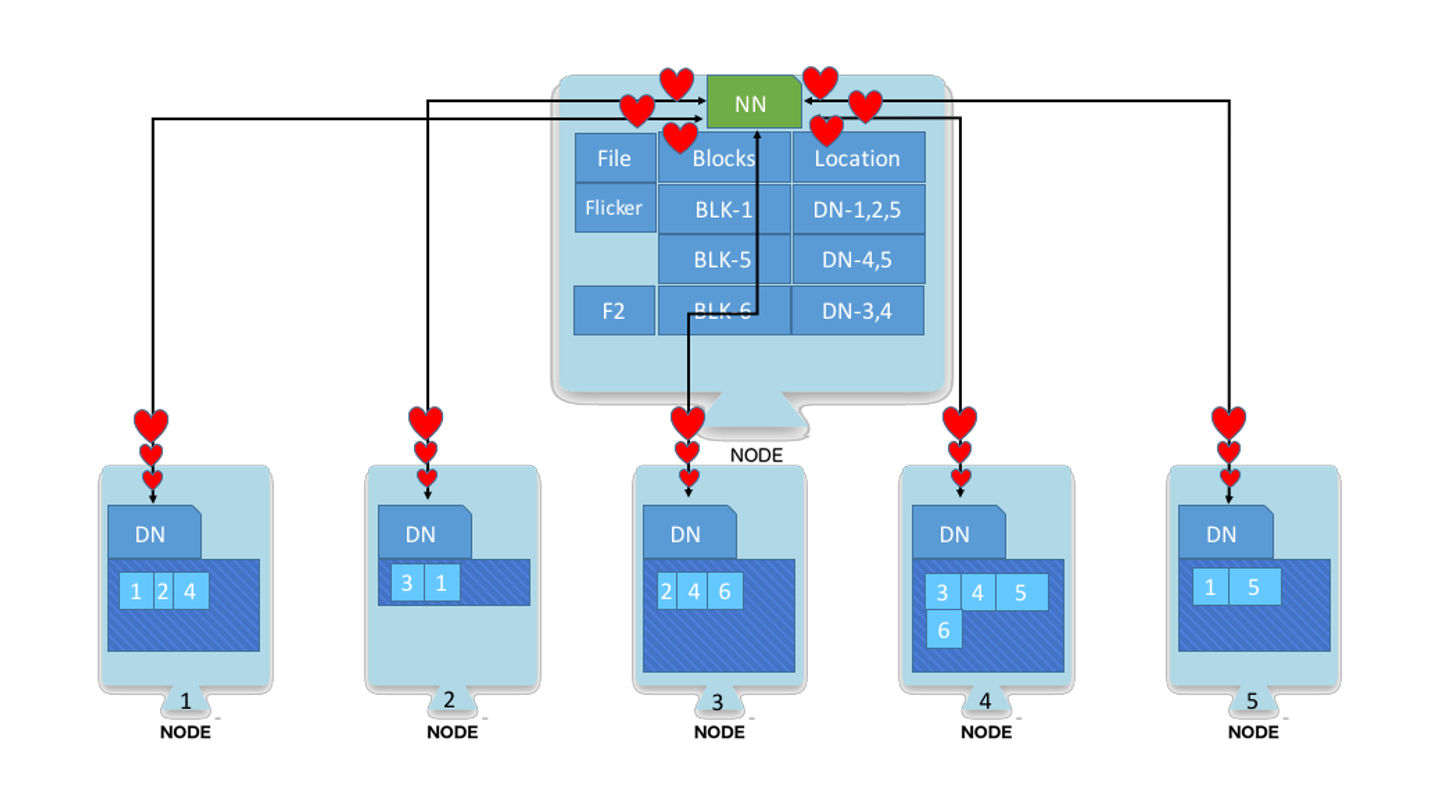 NN
File Blocks Location
Flicker BLK-1 DN-1,2,5
BLK-5 DN-4,5
F2 BLK-6 DN-3,4
NODE
DN
1 2 4
1
NODE
DN
3 1
2
NODE
DN
2 4 6
3
NODE
DN
3 4 5
6
4
NODE
DN
1 5
5
NODE